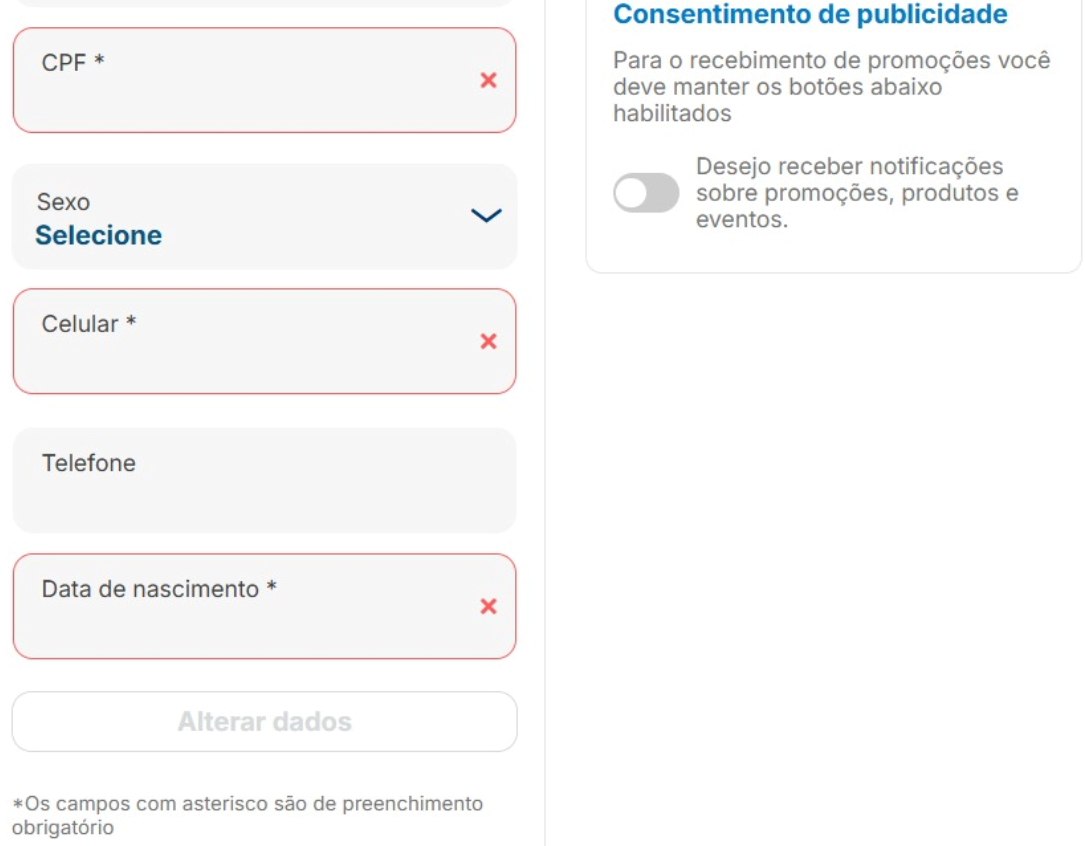 CPF *
Sexo
Selecione
Celular *
Telefone
Data de nascimento *
Alterar dados
*Os campos com asterisco são de preenchimento
obrigatório
Consentimento de publicidade
Para o recebimento de promoções você
deve manter os botões abaixo
habilitados
Desejo receber notificações
sobre promoções, produtos e
eventos.